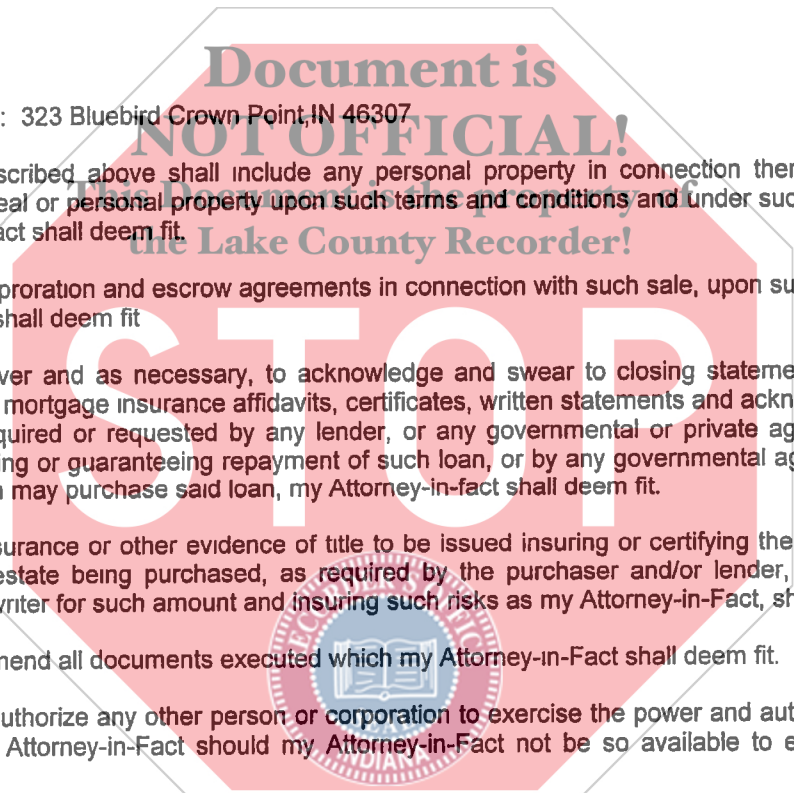 Document is
: 323 Bluebird Crown Point,IN 46307
NOT OFFICIAL!
scribed above shall include any personal property in connection ther
This Document is the property of
eal or personal property upon such terms and conditions and under suc
act shall deem fit.
the Lake County Recorder!
proration and escrow agreements in connection with such sale, upon su
shall deem fit
STOP
ver and as necessary, to acknowledge and swear to closing stateme
mortgage insurance affidavits, certificates, written statements and ackn
quired or requested by any lender, or any governmental or private ag
ing or guaranteeing repayment of such loan, or by any governmental ag
n may purchase said loan, my Attorney-in-fact shall deem fit.
surance or other evidence of title to be issued insuring or certifying the
estate being purchased, as required by the purchaser and/or lender,
writer for such amount and insuring such risks as my Attorney-in-Fact, sh
nend all documents executed which my Attorney-in-Fact shall deem fit.
uthorize any other person or corporation to exercise the power and aut
Attorney-in-Fact should my Attorney-in-Fact not be so available to e
INDIANA